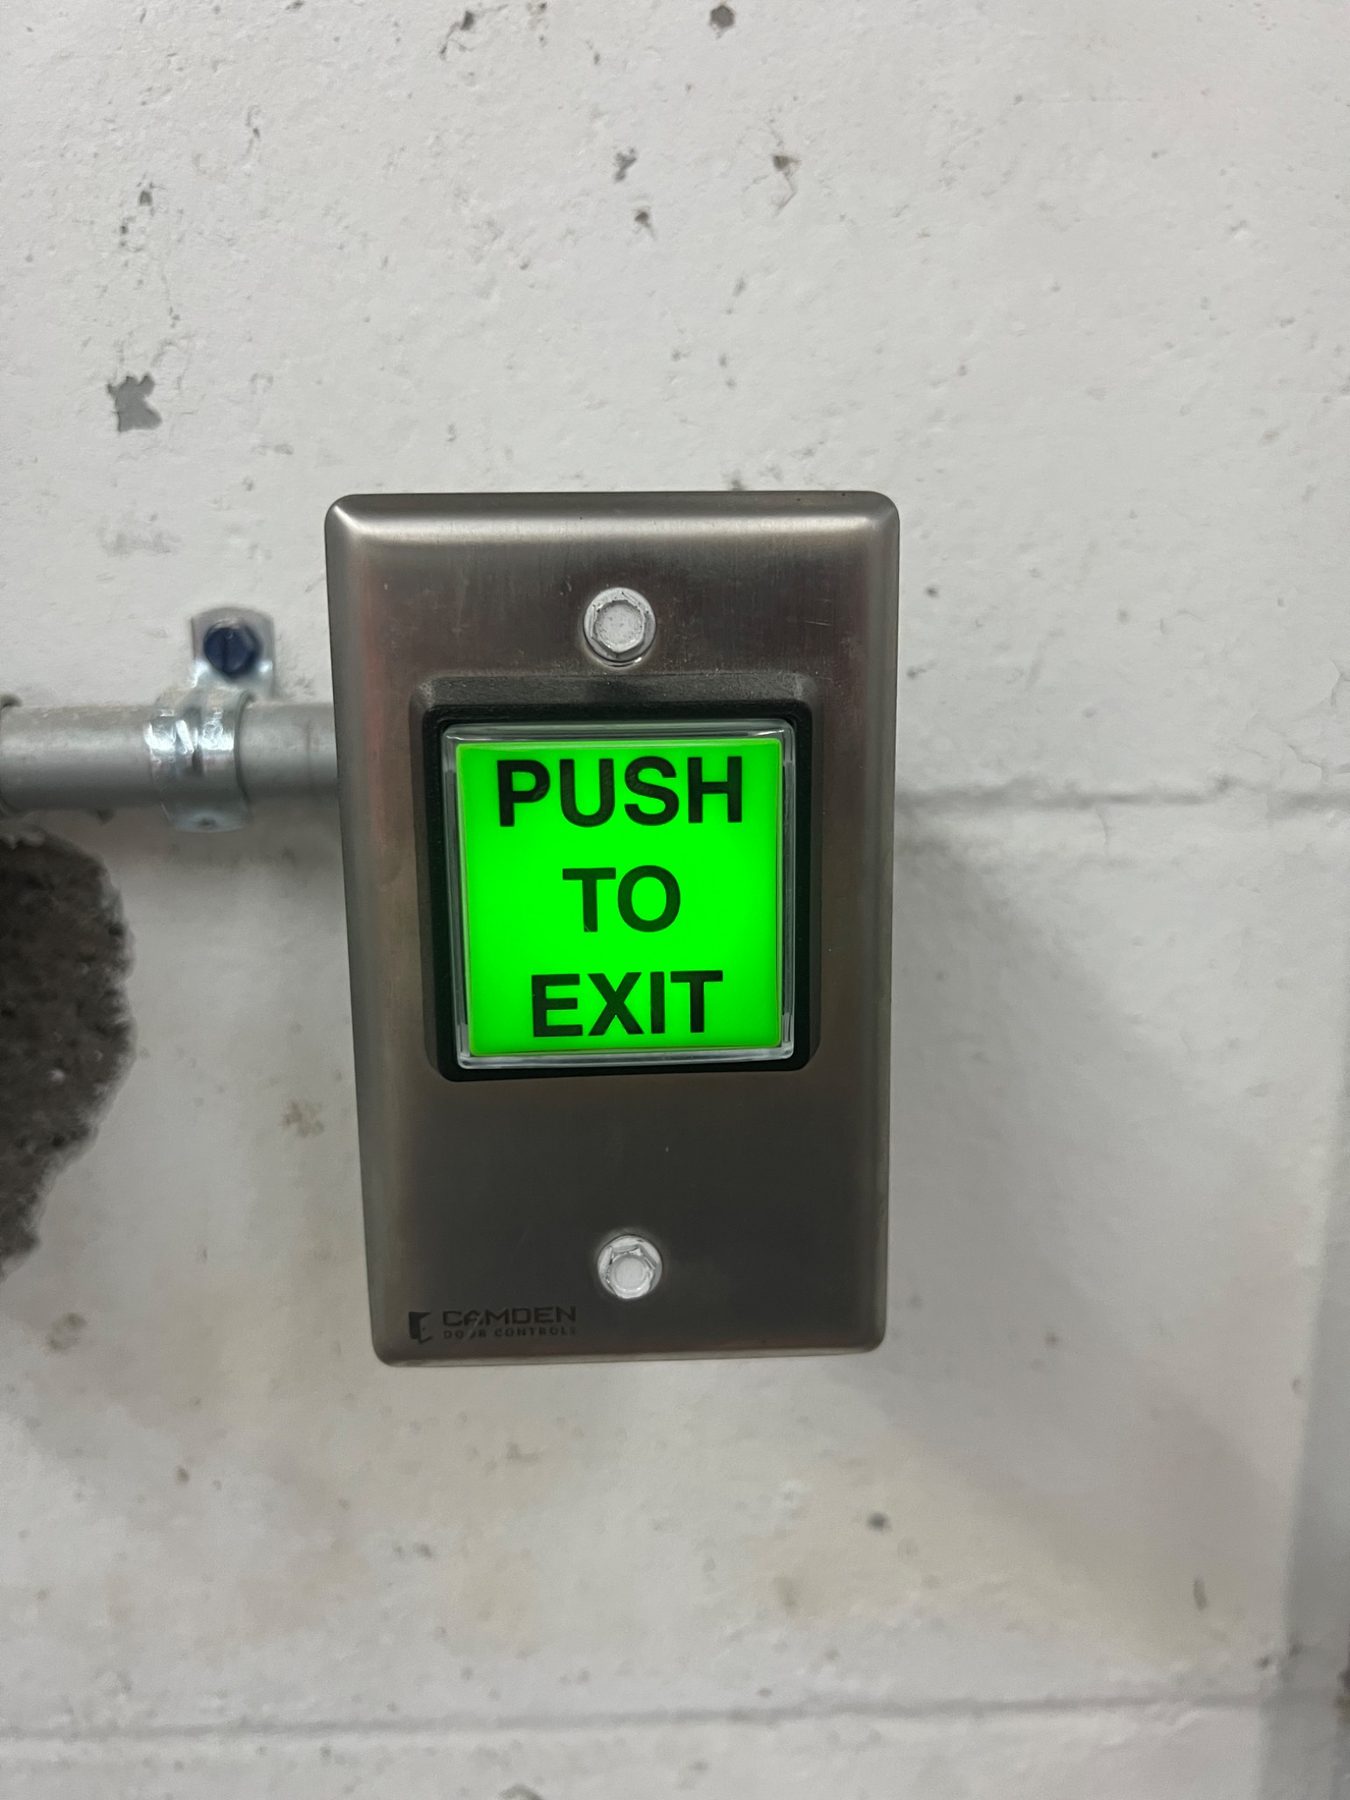 PUSH
TO
EXIT
CAMDEN
DOOR CONTROLS